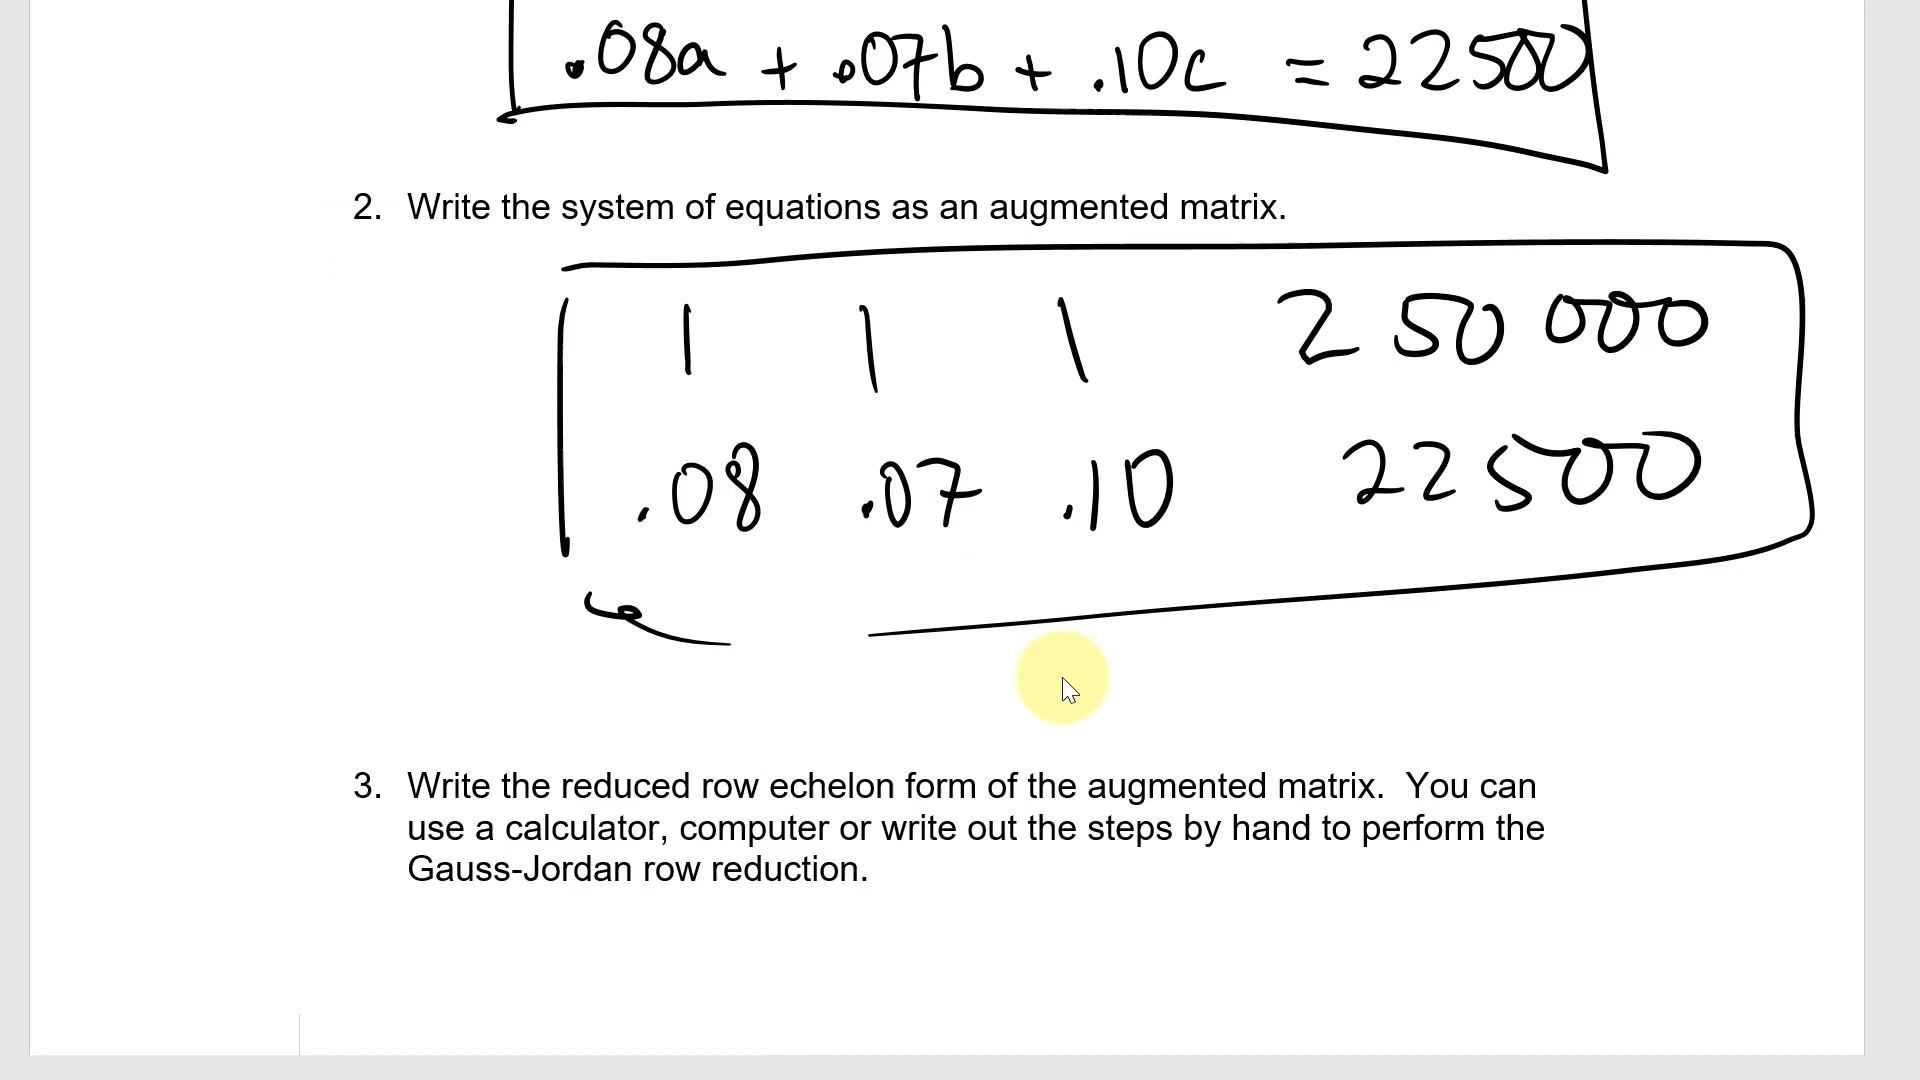 .08a + .07b + .10c = 22500
2. Write the system of equations as an augmented matrix.
1 1 1 250000
.08 .07 .10 22500
3. Write the reduced row echelon form of the augmented matrix. You can
use a calculator, computer or write out the steps by hand to perform the
Gauss-Jordan row reduction.